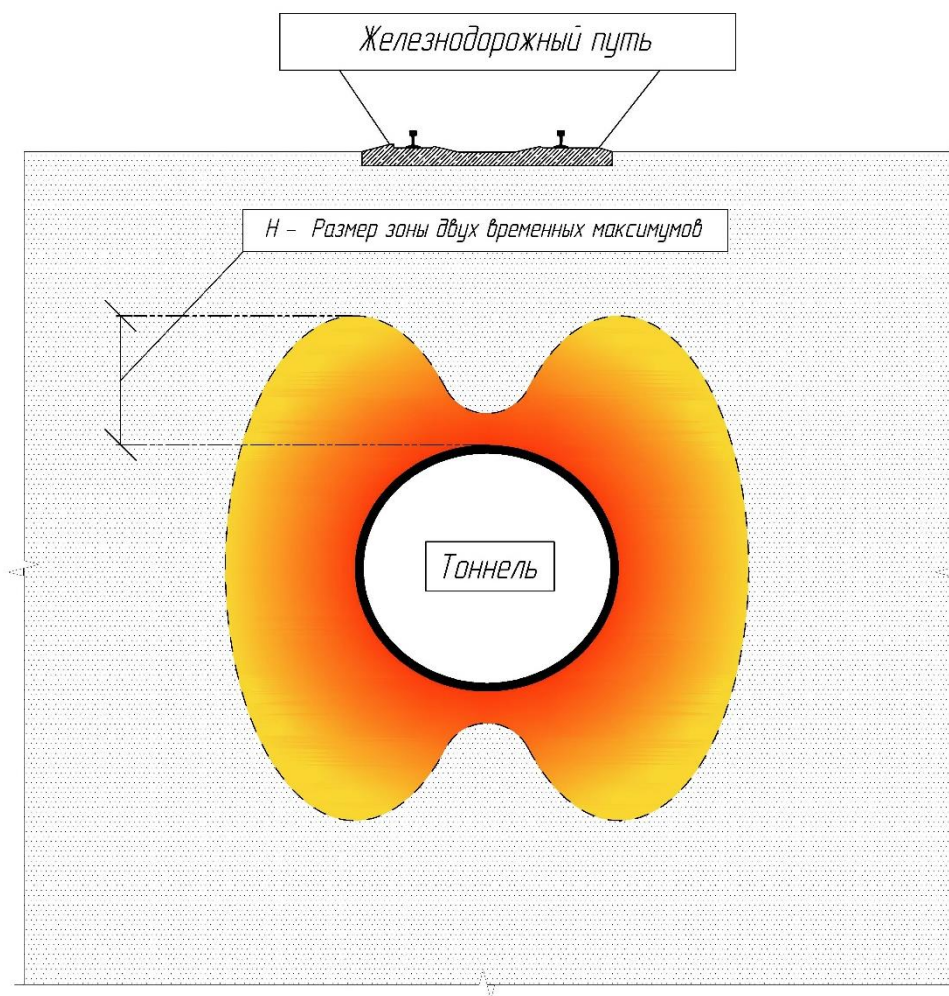 Железнодорожный путь
H – Размер зоны двух временных максимумов
Тоннель